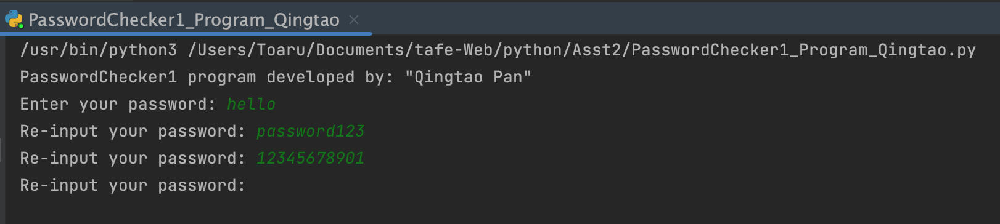 PasswordChecker1_Program_Qingtao
/usr/bin/python3 /Users/Toaru/Documents/tafe-Web/python/Asst2/PasswordChecker1_Program_Qingtao.py
PasswordChecker1 program developed by: "Qingtao Pan"
Enter your password: hello
Re-input your password: password123
Re-input your password: 12345678901
Re-input your password: